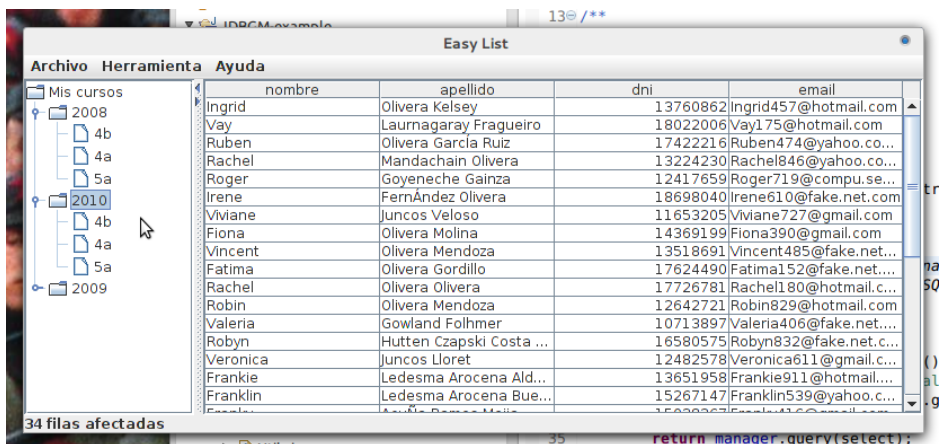 JDBGM-example
13 /**
Easy List
Archivo Herramienta Ayuda
Mis cursos
2008
4b
4a
5a
2010
4b
4a
5a
2009
nombre apellido dni email
Ingrid Olivera Kelsey 13760862 Ingrid457@hotmail.com
Vay Laurnagaray Fragueiro 18022006 Vay175@hotmail.com
Ruben Olivera García Ruiz 17422216 Ruben474@yahoo.co...
Rachel Mandachain Olivera 13224230 Rachel846@yahoo.co...
Roger Goyeneche Gainza 12417659 Roger719@compu.se...
Irene FernÁndez Olivera 18698040 Irene610@fake.net.com
Viviane Juncos Veloso 11653205 Viviane727@gmail.com
Fiona Olivera Molina 14369199 Fiona390@gmail.com
Vincent Olivera Mendoza 13518691 Vincent485@fake.net...
Fatima Olivera Gordillo 17624490 Fatima152@fake.net....
Rachel Olivera Olivera 17726781 Rachel180@hotmail.c...
Robin Olivera Mendoza 12642721 Robin829@hotmail.com
Valeria Gowland Folhmer 10713897 Valeria406@fake.net....
Robyn Hutten Czapski Costa ... 16580575 Robyn832@fake.net.c...
Veronica Juncos Lloret 12482578 Veronica611@gmail.c...
Frankie Ledesma Arocena Ald... 13651958 Frankie911@hotmail....
Franklin Ledesma Arocena Bue... 15267147 Franklin539@yahoo.c...
34 filas afectadas
35 return manager.query(select);